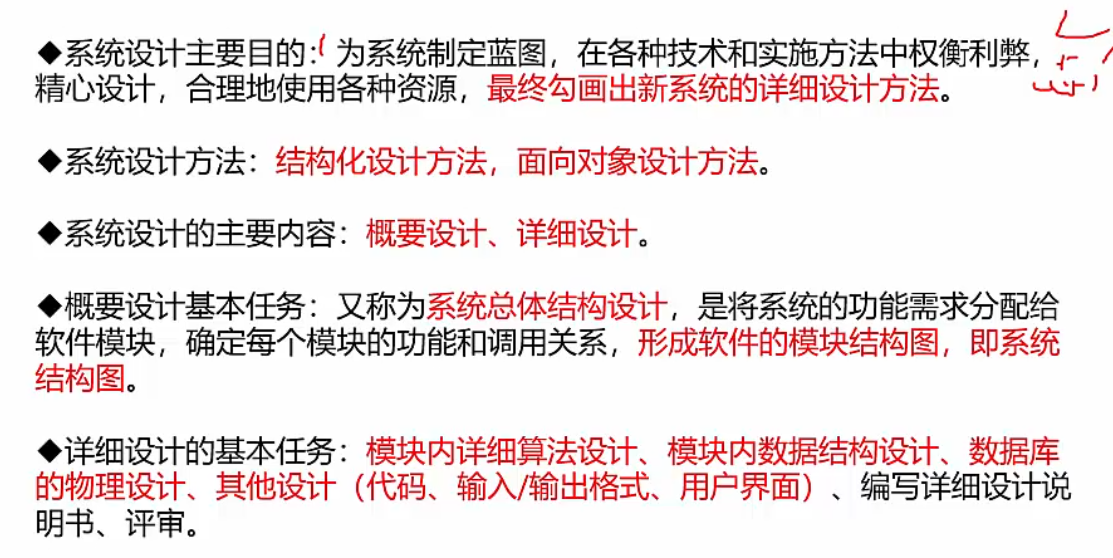 ◆系统设计主要目的：为系统制定蓝图，在各种技术和实施方法中权衡利弊，
精心设计，合理地使用各种资源，最终勾画出新系统的详细设计方法。
◆系统设计方法：结构化设计方法，面向对象设计方法。
◆系统设计的主要内容：概要设计、详细设计。
◆概要设计基本任务：又称为系统总体结构设计，是将系统的功能需求分配给
软件模块，确定每个模块的功能和调用关系，形成软件的模块结构图，即系统
结构图。
◆详细设计的基本任务：模块内详细算法设计、模块内数据结构设计、数据库
的物理设计、其他设计（代码、输入/输出格式、用户界面）、编写详细设计说
明书、评审。